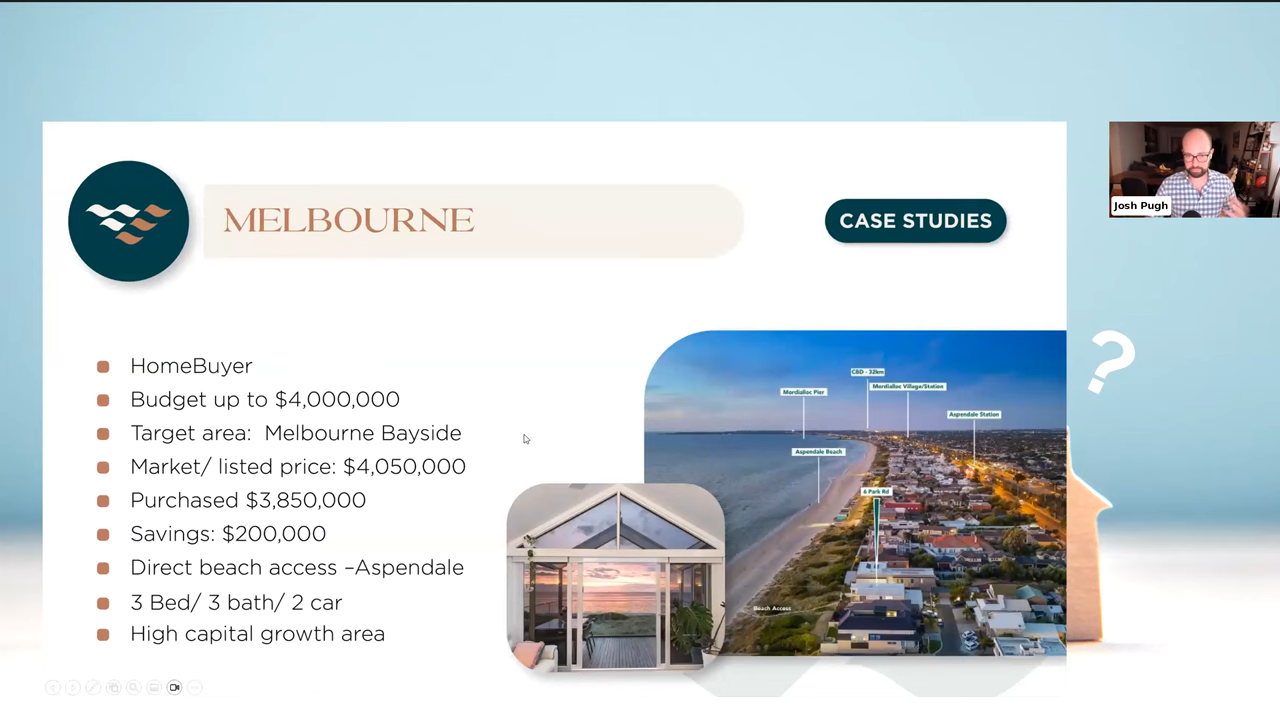 MELBOURNE
CASE STUDIES
Josh Pugh
?
HomeBuyer
Budget up to $4,000,000
Target area: Melbourne Bayside
Market/ listed price: $4,050,000
Purchased $3,850,000
Savings: $200,000
Direct beach access –Aspendale
3 Bed/ 3 bath/ 2 car
High capital growth area
CBD - 32km
Mordialloc Pier
Mordialloc Village/Station
Aspendale Station
Aspendale Beach
6 Park Rd
Beach Access